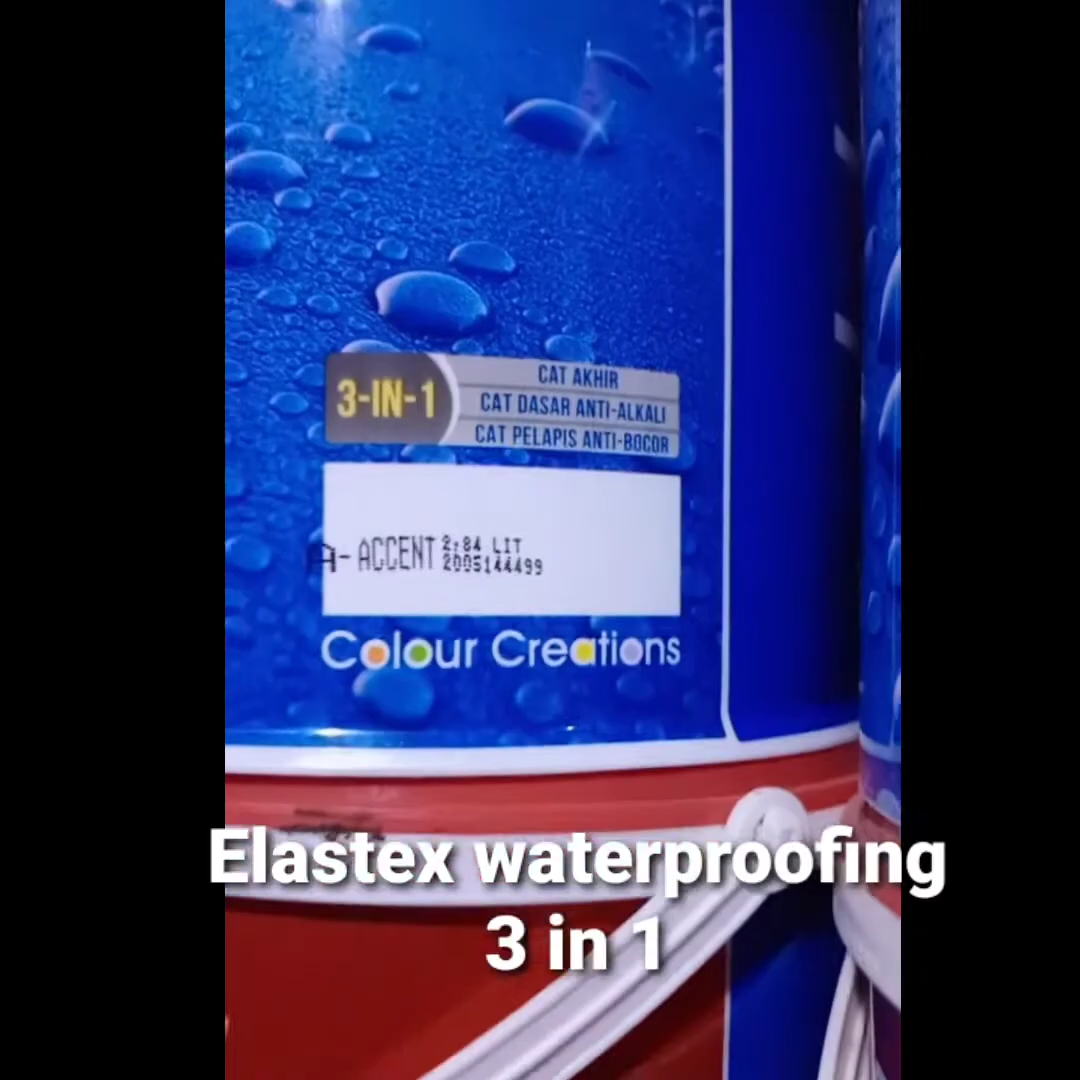 3-IN-1
CAT AKHIR
CAT DASAR ANTI-ALKALI
CAT PELAPIS ANTI-BOCOR
A- ACCENT 2.84 LIT
2005144499
Colour Creations
Elastex waterproofing
3 in 1